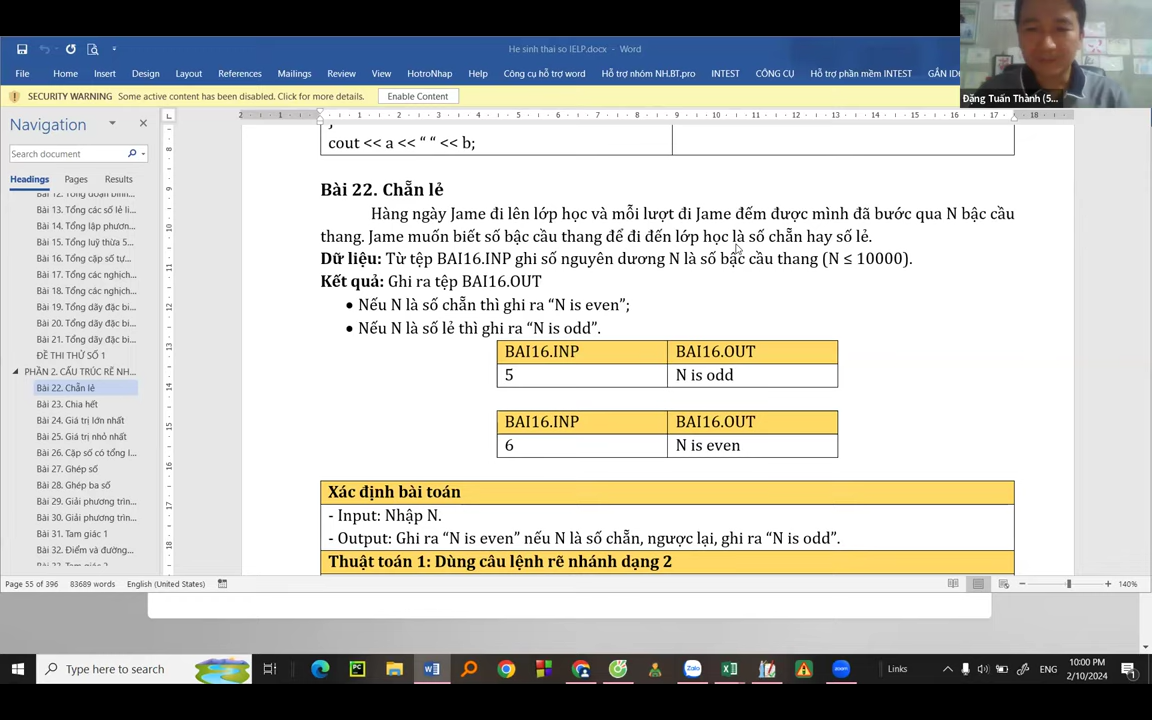 He sinh thai so IELP.docx - Word
File Home Insert Design Layout References Mailings Review View HotroNhap Help Công cụ hỗ trợ word Hỗ trợ nhóm NH.BT.pro INTEST CÔNG CỤ Hỗ trợ phần mềm INTEST GẮN
Đặng Tuấn Thành (5...
SECURITY WARNING Some active content has been disabled. Click for more details. Enable Content
Navigation
Search document
Headings Pages Results
Bài 13. Tổng các số lẻ li...
Bài 14. Tổng lập phươn...
Bài 15. Tổng luỹ thừa 5...
Bài 16. Tổng cặp số tự...
Bài 17. Tổng các nghịch...
Bài 18. Tổng các nghịch...
Bài 19. Tổng dãy đặc bi...
Bài 20. Tổng dãy đặc bi...
Bài 21. Tổng dãy đặc bi...
ĐỀ THI THỬ SỐ 1
PHẦN 2. CẤU TRÚC RẼ NH...
Bài 22. Chẵn lẻ
Bài 23. Chia hết
Bài 24. Giá trị lớn nhất
Bài 25. Giá trị nhỏ nhất
Bài 26. Cặp số có tổng l...
Bài 27. Ghép số
Bài 28. Ghép ba số
Bài 29. Giải phương trìn...
Bài 30. Giải phương trìn...
Bài 31. Tam giác 1
Bài 32. Điểm và đường...
cout << a << “ “ << b;
Bài 22. Chẵn lẻ
Hàng ngày Jame đi lên lớp học và mỗi lượt đi Jame đếm được mình đã bước qua N bậc cầu
thang. Jame muốn biết số bậc cầu thang để đi đến lớp học là số chẵn hay số lẻ.
Dữ liệu: Từ tệp BAI16.INP ghi số nguyên dương N là số bậc cầu thang (N ≤ 10000).
Kết quả: Ghi ra tệp BAI16.OUT
• Nếu N là số chẵn thì ghi ra “N is even”;
• Nếu N là số lẻ thì ghi ra “N is odd”.
BAI16.INP BAI16.OUT
5 N is odd
BAI16.INP BAI16.OUT
6 N is even
Xác định bài toán
- Input: Nhập N.
- Output: Ghi ra “N is even” nếu N là số chẵn, ngược lại, ghi ra “N is odd”.
Thuật toán 1: Dùng câu lệnh rẽ nhánh dạng 2
Page 55 of 396 83689 words English (United States) 140%
Type here to search Links ENG 10:00 PM
2/10/2024